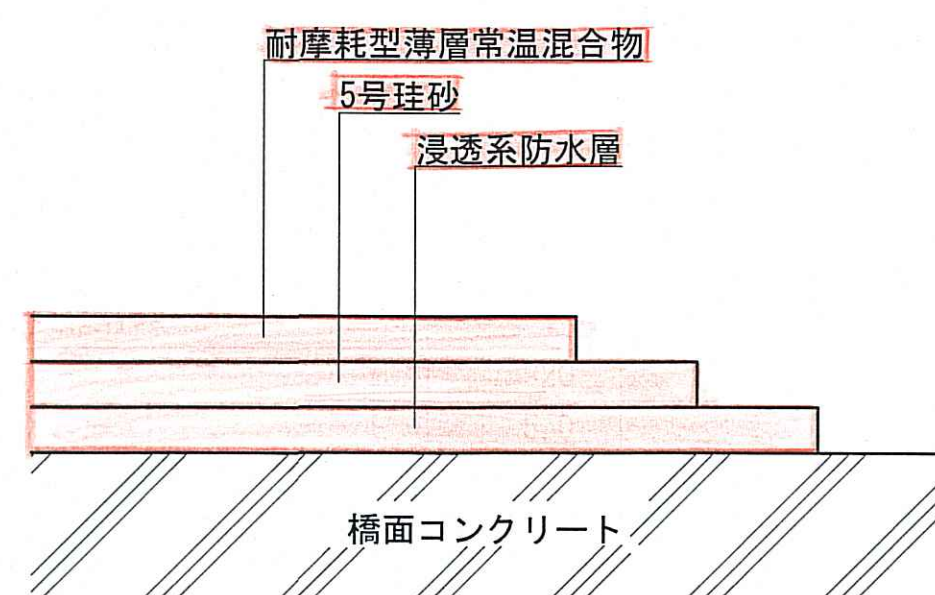 耐摩耗型薄層常温混合物
5号珪砂
浸透系防水層
橋面コンクリート